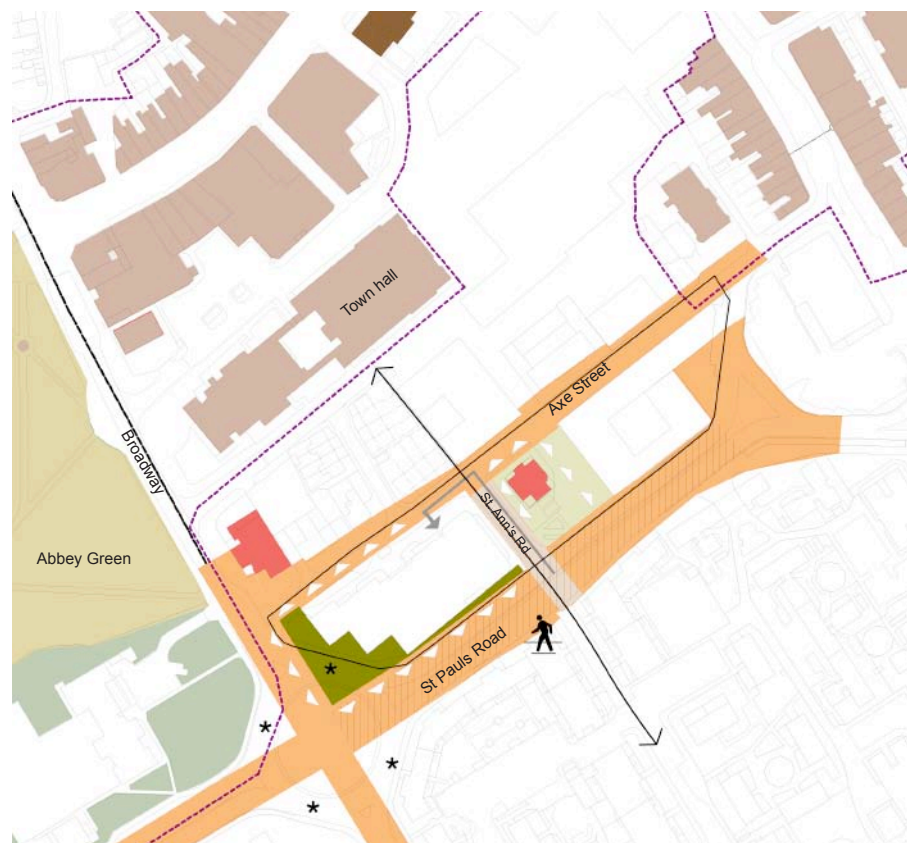 Town hall
Axe Street
Broadway
St. Ann's Rd
Abbey Green
St Pauls Road